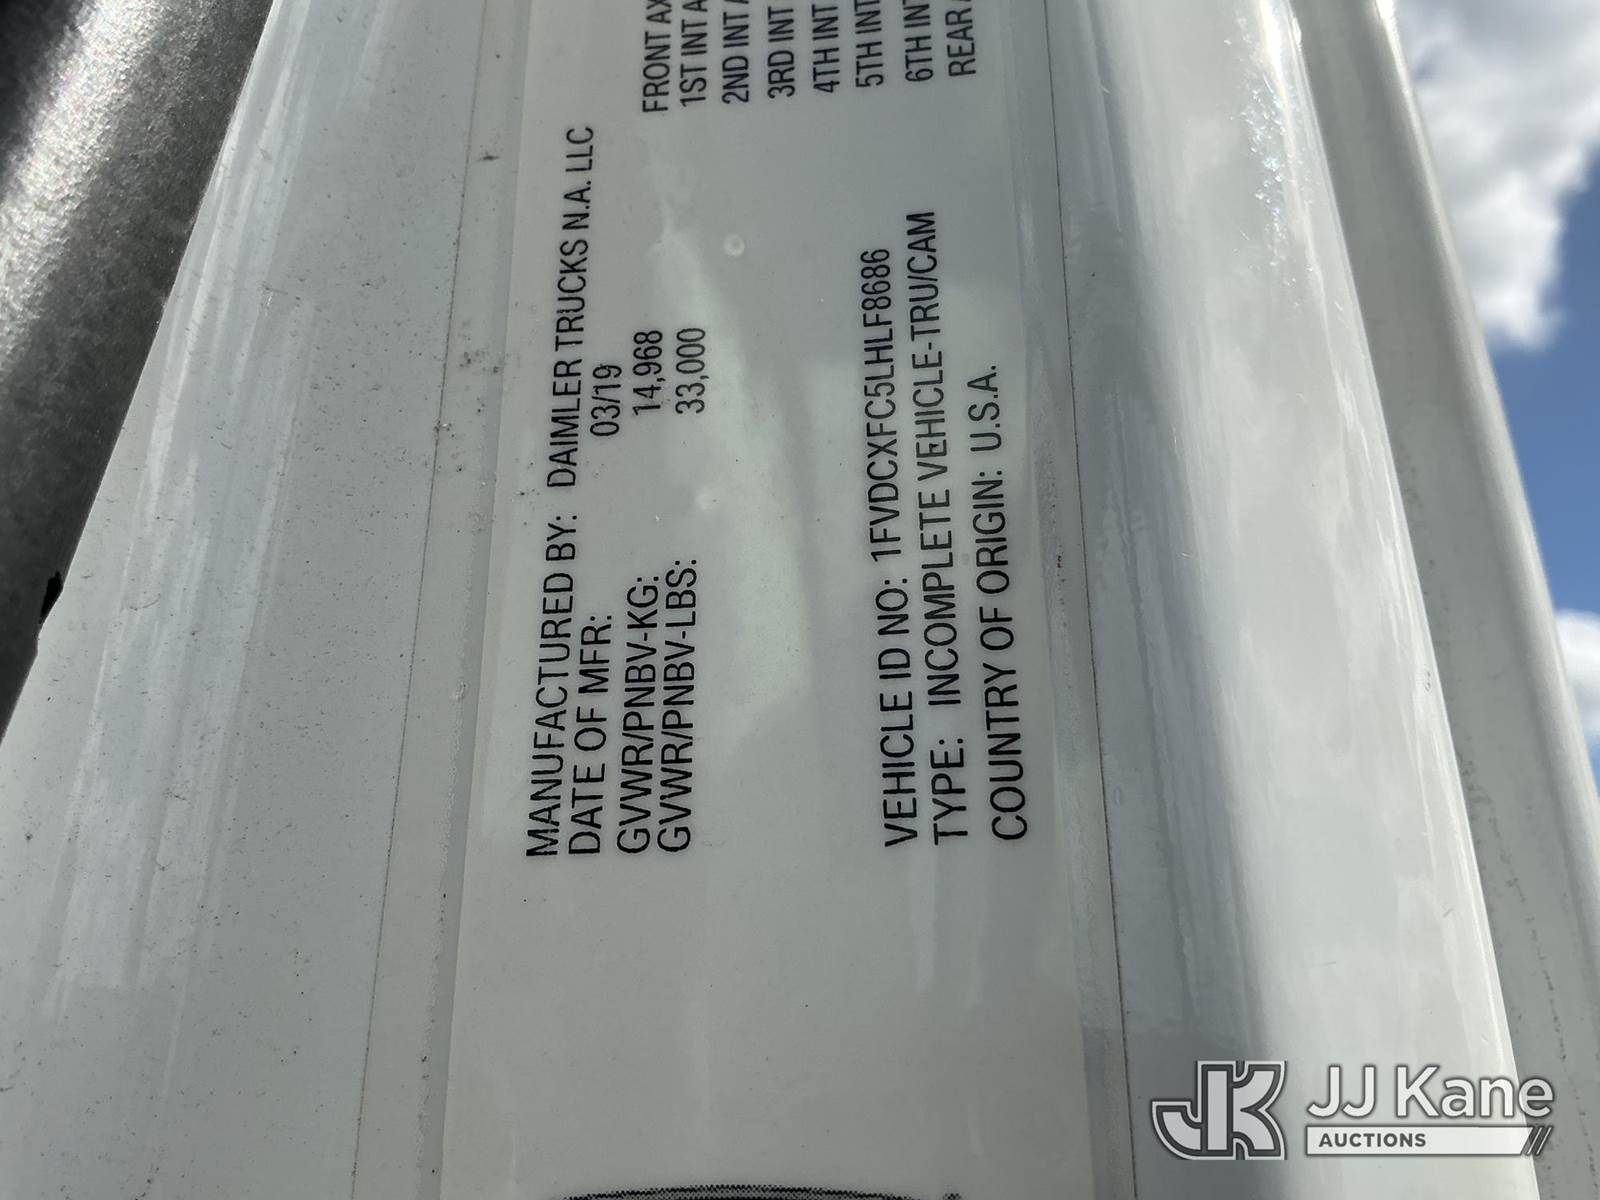 MANUFACTURED BY: DAIMLER TRUCKS N.A. LLC
DATE OF MFR: 03/19
GVWR/PNBV-KG: 14,968
GVWR/PNBV-LBS: 33,000
FRONT AX
1ST INT A
2ND INT A
3RD INT
4TH INT
5TH INT
6TH IN
REAR A
VEHICLE ID NO: 1FVDCXFC5LHLF8686
TYPE: INCOMPLETE VEHICLE-TRU/CAM
COUNTRY OF ORIGIN: U.S.A.
JK JJ Kane
AUCTIONS